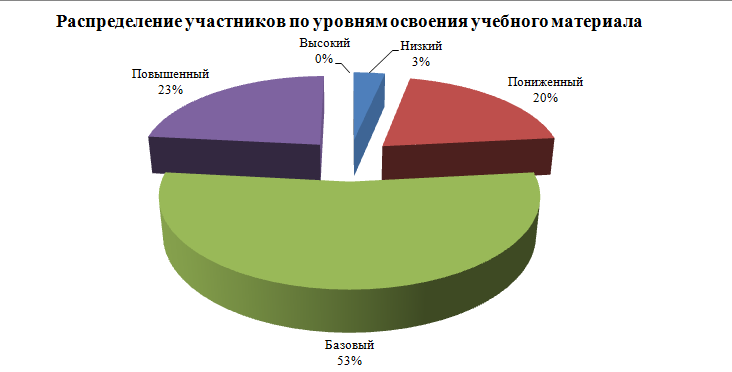 Распределение участников по уровням освоения учебного материала
Высокий
0%
Низкий
3%
Повышенный
23%
Пониженный
20%
Базовый
53%